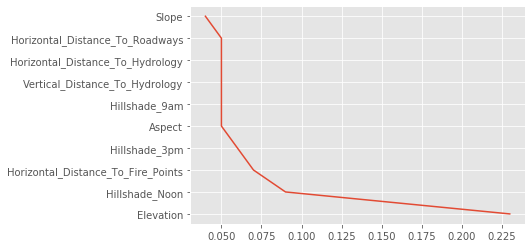 Slope
Horizontal_Distance_To_Roadways
Horizontal_Distance_To_Hydrology
Vertical_Distance_To_Hydrology
Hillshade_9am
Aspect
Hillshade_3pm
Horizontal_Distance_To_Fire_Points
Hillshade_Noon
Elevation
0.050 0.075 0.100 0.125 0.150 0.175 0.200 0.225